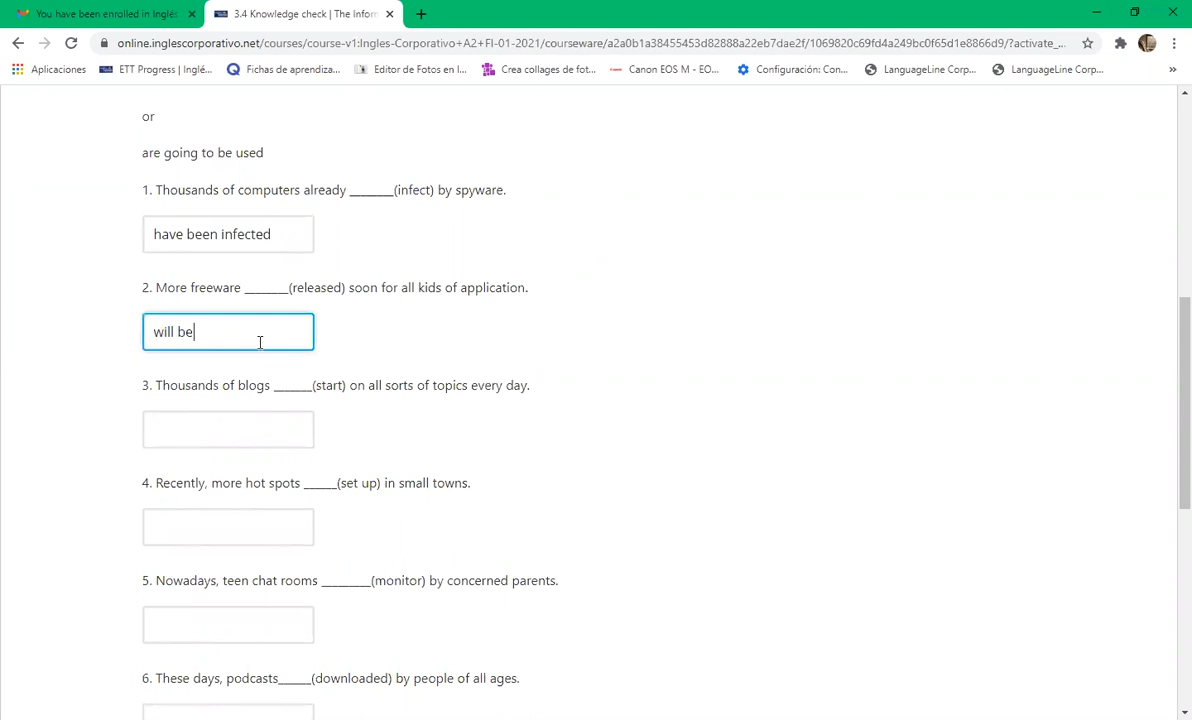 You have been enrolled in Inglés
3.4 Knowledge check | The Inform
online.inglescorporativo.net/courses/course-v1:Ingles-Corporativo+A2+FI-01-2021/courseware/a2a0b1a38455453d82888a22eb7dae2f/1069820c69fd4a249bc0f65d1e8866d9/?activate_...
Aplicaciones ETT Progress | Inglé... Fichas de aprendiza... Editor de Fotos en l... Crea collages de fot... Canon EOS M - EO... Configuración: Con... LanguageLine Corp... LanguageLine Corp... »
or
are going to be used
1. Thousands of computers already _______(infect) by spyware.
have been infected
2. More freeware _______(released) soon for all kids of application.
will be
3. Thousands of blogs ______(start) on all sorts of topics every day.
4. Recently, more hot spots _____(set up) in small towns.
5. Nowadays, teen chat rooms ________(monitor) by concerned parents.
6. These days, podcasts_____(downloaded) by people of all ages.